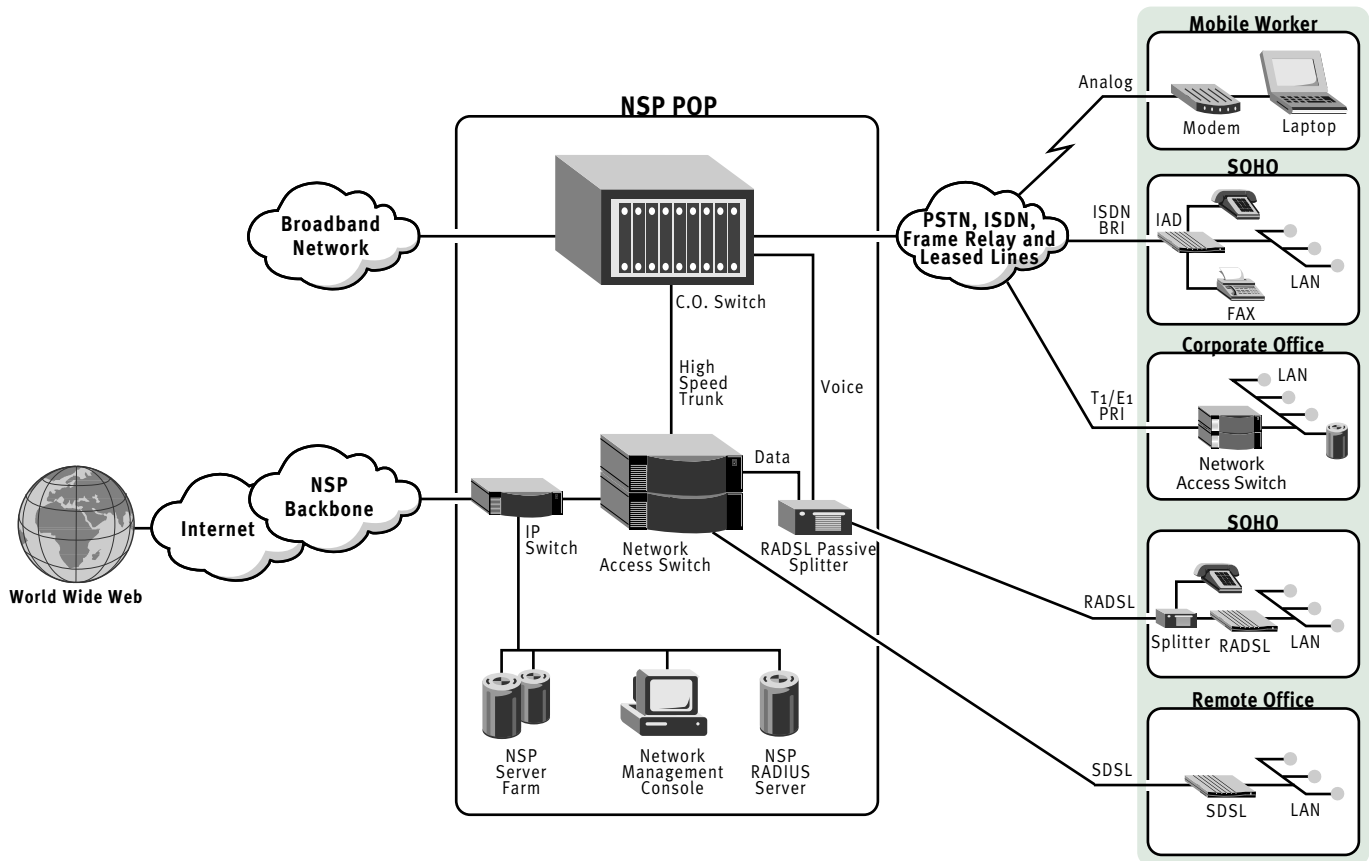 NSP POP
Broadband
Network
C.O. Switch
High
Speed
Trunk
Voice
Data
NSP
Backbone
Internet
World Wide Web
IP
Switch
Network
Access Switch
RADSL Passive
Splitter
NSP
Server
Farm
Network
Management
Console
NSP
RADIUS
Server
PSTN, ISDN,
Frame Relay and
Leased Lines
Analog
ISDN
BRI
T1/E1
PRI
RADSL
SDSL
Mobile Worker
Modem
Laptop
SOHO
IAD
LAN
FAX
Corporate Office
LAN
Network
Access Switch
SOHO
Splitter
RADSL
LAN
Remote Office
SDSL
LAN